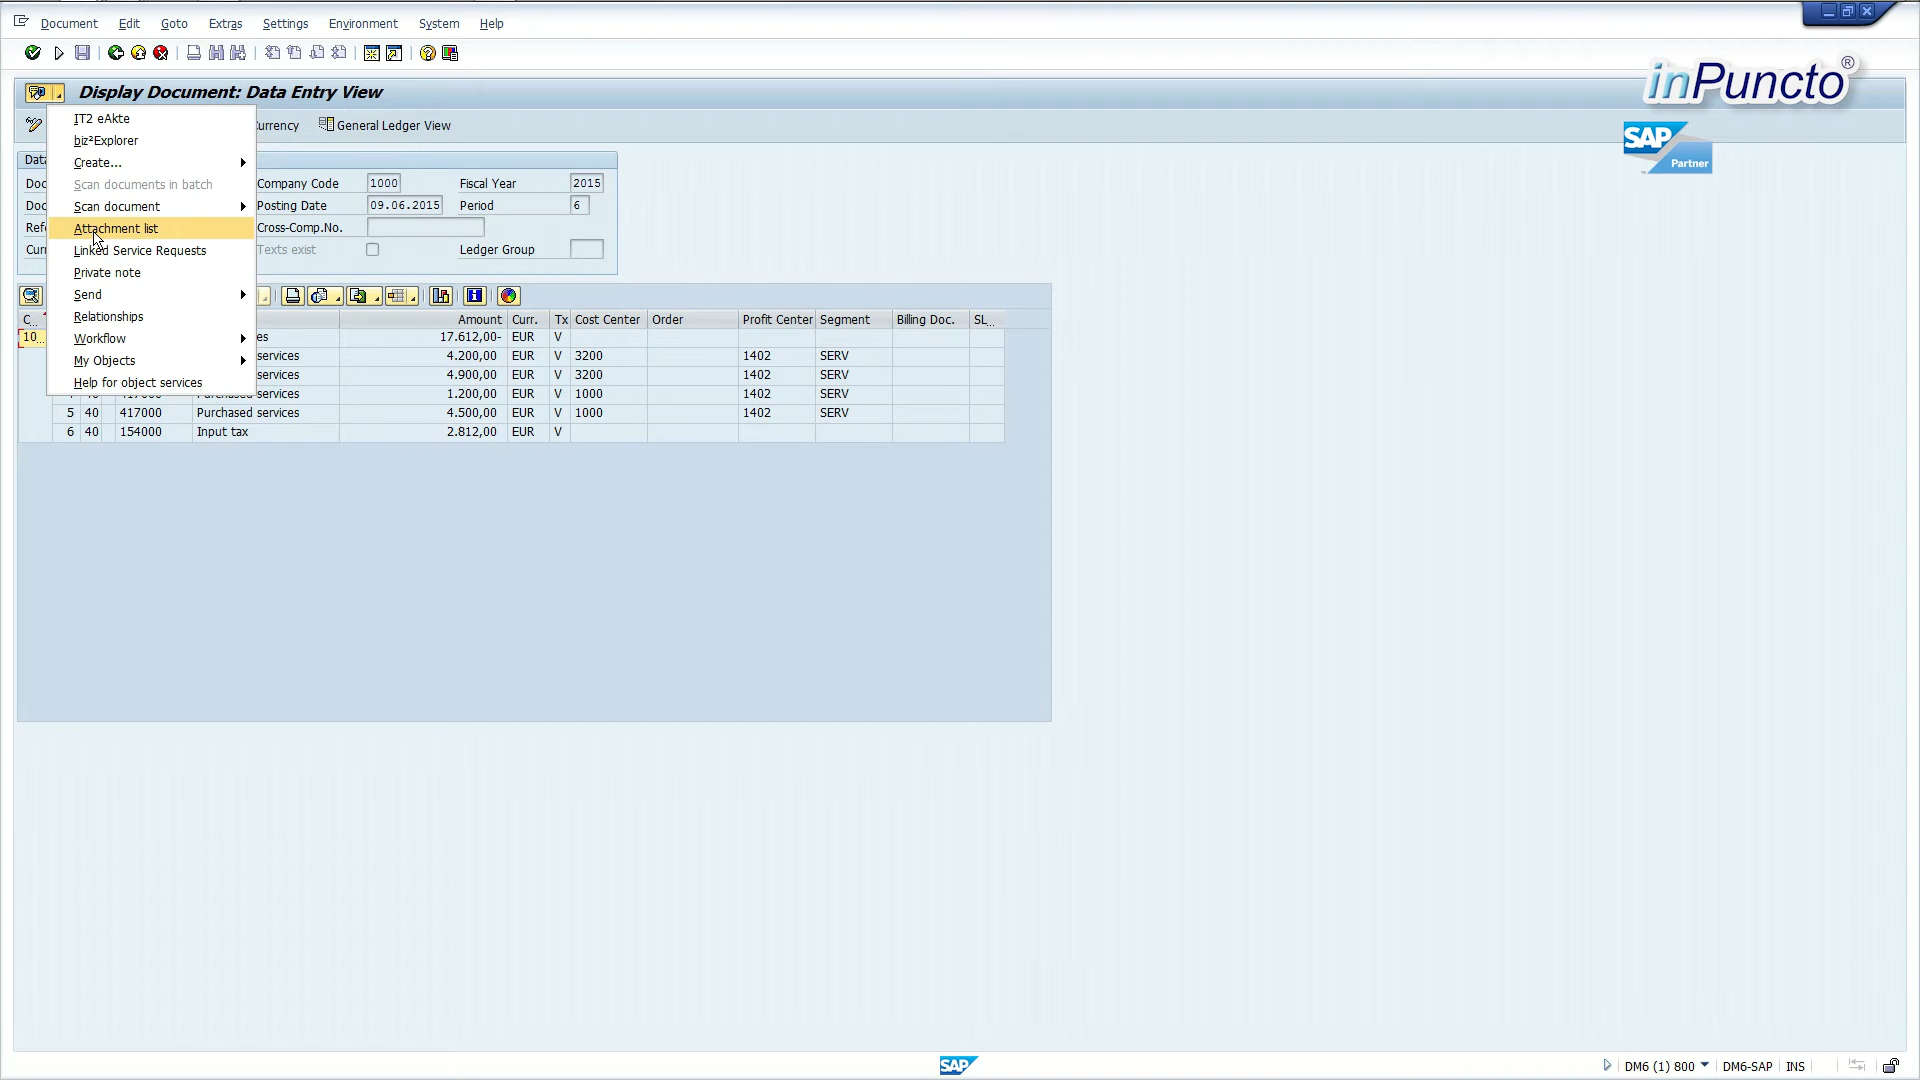 Document Edit Goto Extras Settings Environment System Help
inPuncto®
Display Document: Data Entry View
SAP
Partner
IT2 eAkte
Currency General Ledger View
biz²Explorer
Create...
Scan documents in batch
Company Code 1000 Fiscal Year 2015
Scan document
Posting Date 09.06.2015 Period 6
Attachment list
Cross-Comp.No.
Linked Service Requests
Texts exist Ledger Group
Private note
Send
Relationships
C... Amount Curr. Tx Cost Center Order Profit Center Segment Billing Doc. SL...
Workflow
10... es 17.612,00- EUR V
My Objects
services 4.200,00 EUR V 3200 1402 SERV
Help for object services
services 4.900,00 EUR V 3200 1402 SERV
4 40 417000 Purchased services 1.200,00 EUR V 1000 1402 SERV
5 40 417000 Purchased services 4.500,00 EUR V 1000 1402 SERV
6 40 154000 Input tax 2.812,00 EUR V
SAP
DM6 (1) 800 DM6-SAP INS